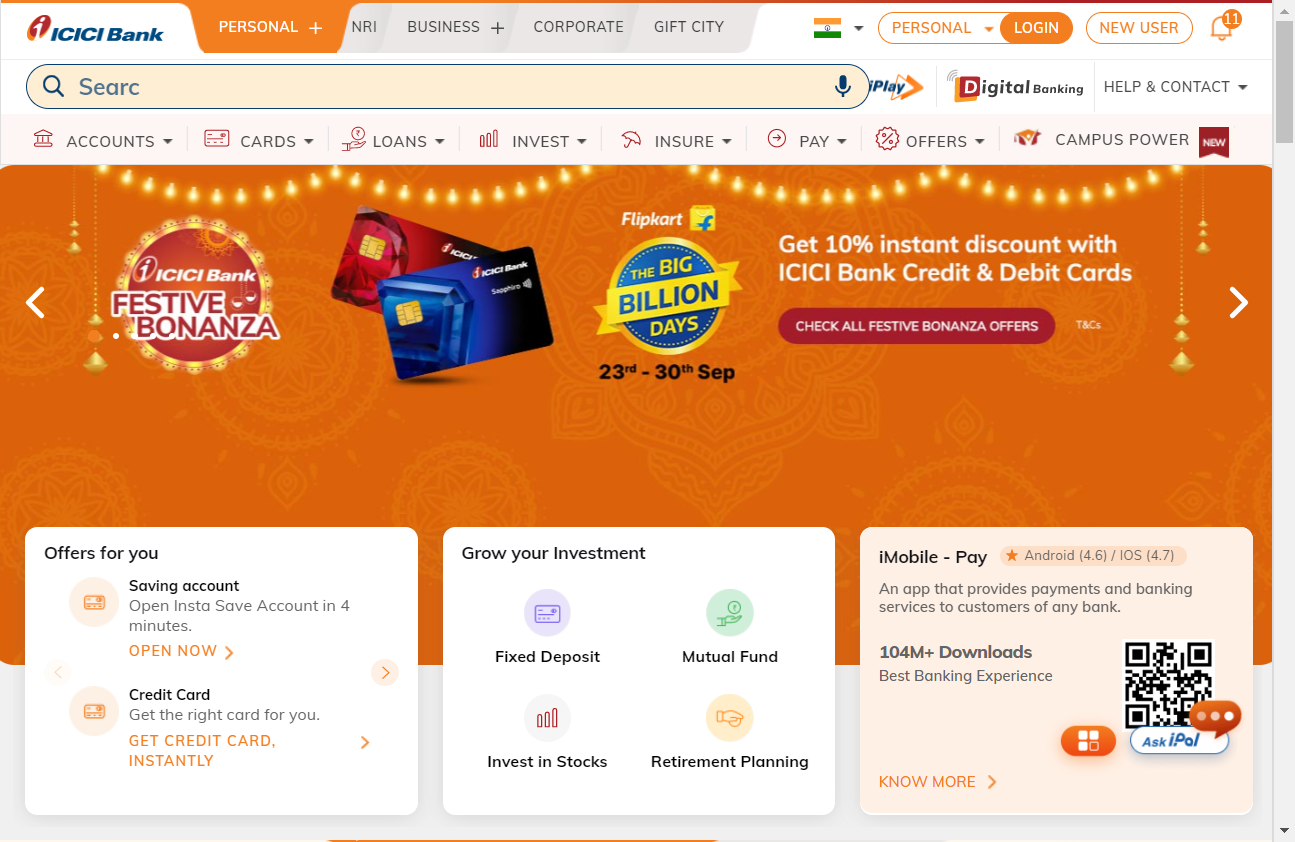 ICICI Bank
PERSONAL +
NRI
BUSINESS +
CORPORATE
GIFT CITY
PERSONAL
LOGIN
NEW USER
11
Searc
iPlay
Digital Banking
HELP & CONTACT
ACCOUNTS
CARDS
LOANS
INVEST
INSURE
PAY
OFFERS
CAMPUS POWER
NEW
ICICI Bank
FESTIVE
BONANZA
ICICI
ICICI Bank
Sapphiro
Flipkart
THE BIG
BILLION
DAYS
23rd - 30th Sep
Get 10% instant discount with
ICICI Bank Credit & Debit Cards
CHECK ALL FESTIVE BONANZA OFFERS
T&Cs
Offers for you
Saving account
Open Insta Save Account in 4
minutes.
OPEN NOW
Credit Card
Get the right card for you.
GET CREDIT CARD,
INSTANTLY
Grow your Investment
Fixed Deposit
Mutual Fund
Invest in Stocks
Retirement Planning
iMobile - Pay
Android (4.6) / IOS (4.7)
An app that provides payments and banking
services to customers of any bank.
104M+ Downloads
Best Banking Experience
Ask iPal
KNOW MORE